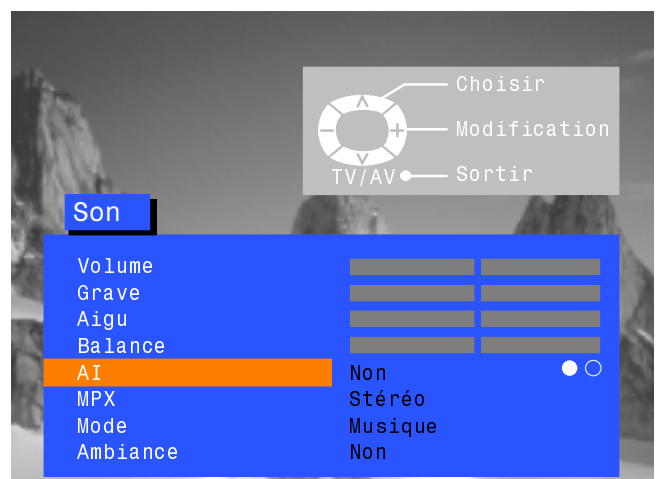 Choisir
Modification
TV/AV Sortir
Son
Volume
Grave
Aigu
Balance
AI Non
MPX Stéréo
Mode Musique
Ambiance Non